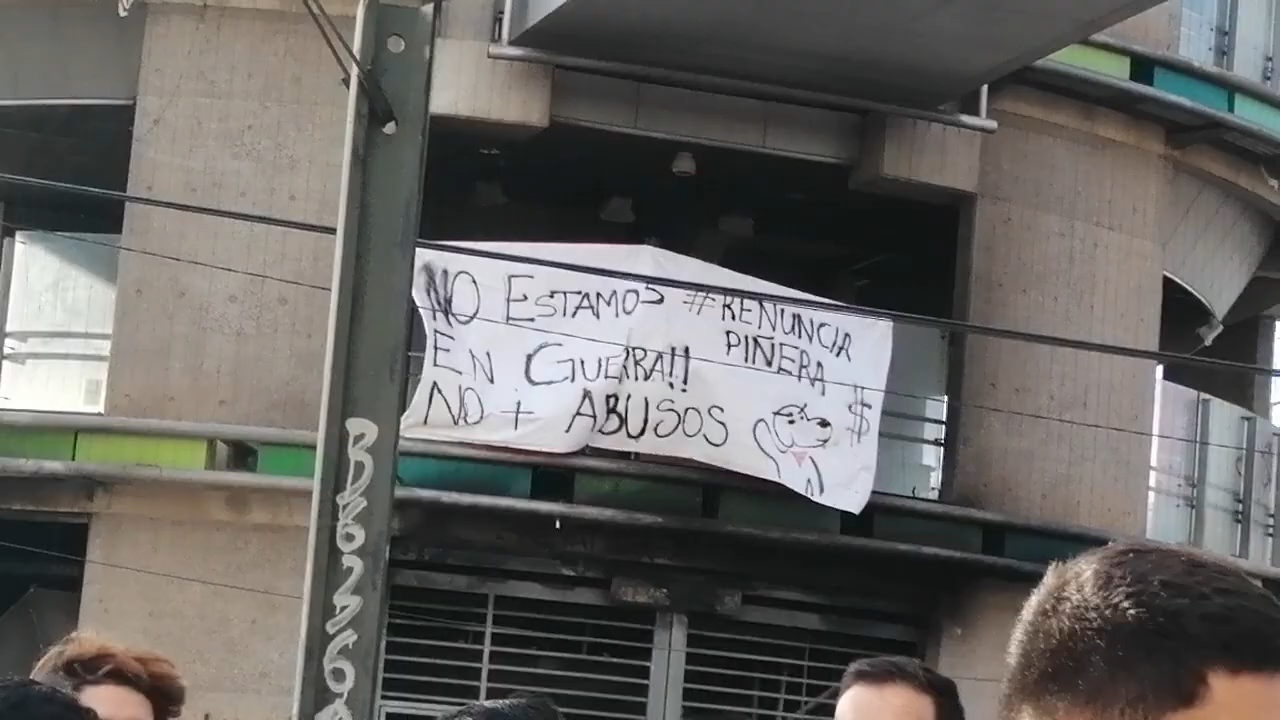 NO ESTAMOS
EN GUERRA!!
NO + ABUSOS
#RENUNCIA
PIÑERA
$